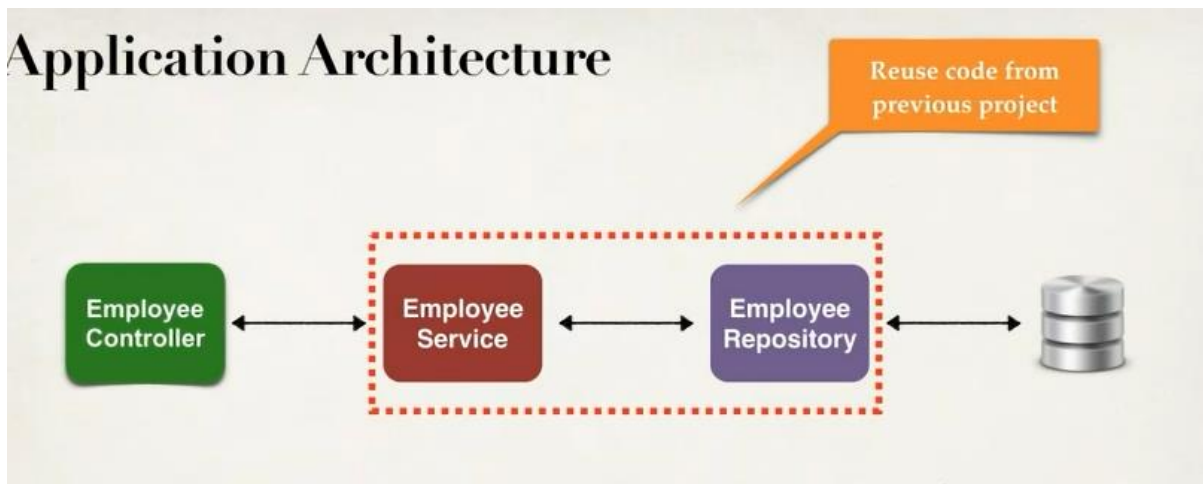 Application Architecture
Reuse code from
previous project
Employee
Controller
Employee
Service
Employee
Repository